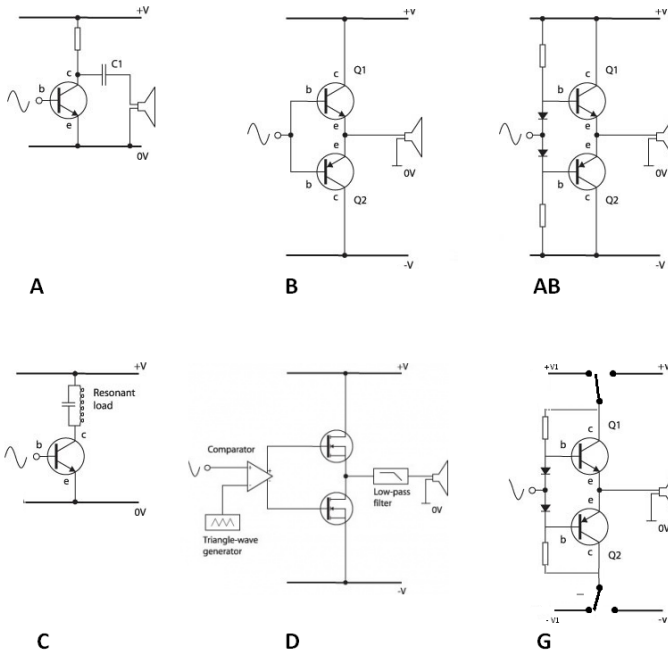 +V
C1
c
b
e
0V
A
+v
Q1
c
b
e
e
0V
b
c
Q2
-V
B
+v
Q1
c
b
e
e
0V
b
c
Q2
-V
AB
+V
Resonant
load
c
b
e
0V
C
+V
Comparator
+
-
+
-
Low-pass
filter
0V
Triangle-wave
generator
-V
D
+V1
+v
Q1
c
b
e
e
0V
b
c
Q2
- V1
-v
G